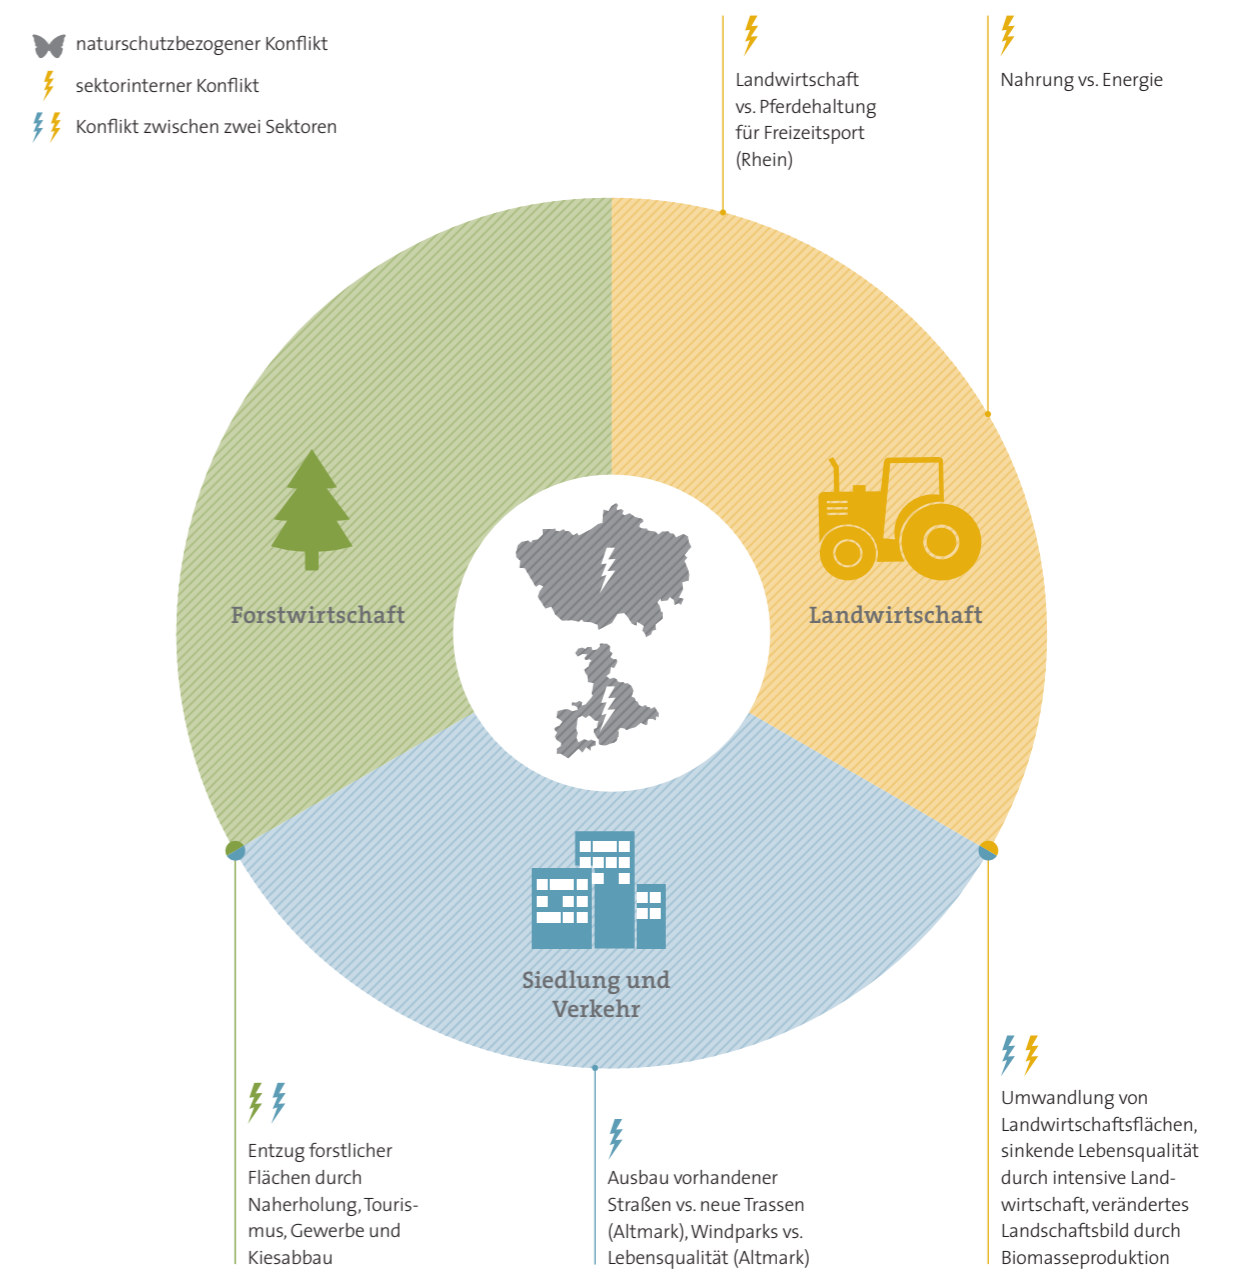 naturschutzbezogener Konflikt
sektorinterner Konflikt
Konflikt zwischen zwei Sektoren
Landwirtschaft
vs. Pferdehaltung
für Freizeitsport
(Rhein)
Nahrung vs. Energie
Forstwirtschaft
Landwirtschaft
Siedlung und
Verkehr
Entzug forstlicher
Flächen durch
Naherholung, Touris-
mus, Gewerbe und
Kiesabbau
Ausbau vorhandener
Straßen vs. neue Trassen
(Altmark), Windparks vs.
Lebensqualität (Altmark)
Umwandlung von
Landwirtschaftsflächen,
sinkende Lebensqualität
durch intensive Land-
wirtschaft, verändertes
Landschaftsbild durch
Biomasseproduktion